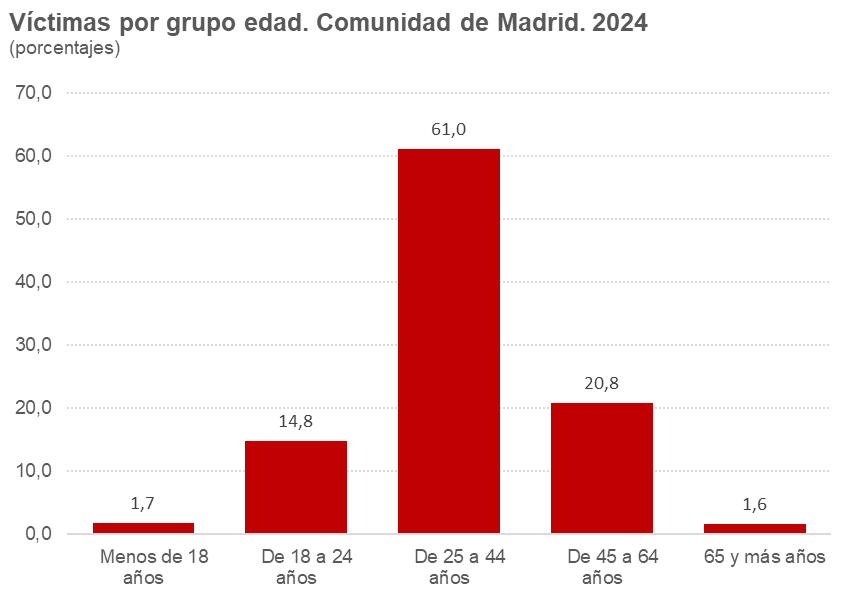 Víctimas por grupo edad. Comunidad de Madrid. 2024
(porcentajes)
70,0
60,0
50,0
40,0
30,0
20,0
10,0
0,0
61,0
20,8
14,8
1,7
1,6
Menos de 18
años
De 18 a 24
años
De 25 a 44
años
De 45 a 64
años
65 y más años